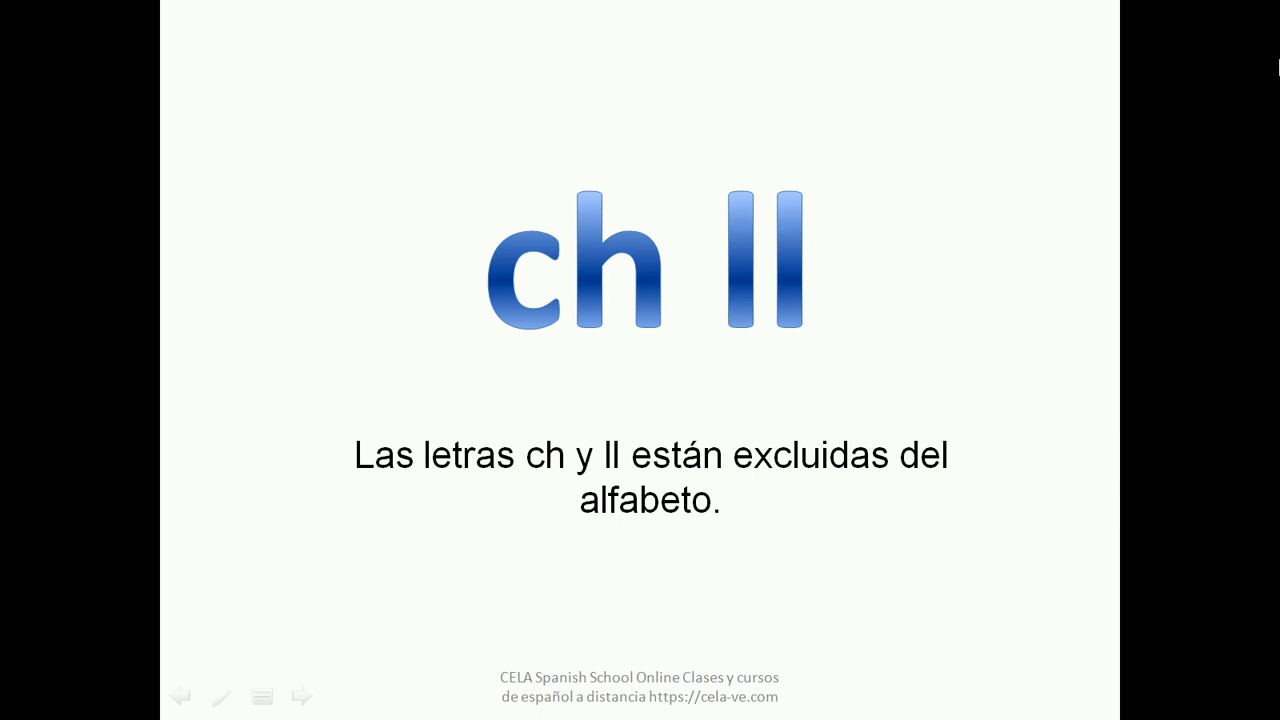 ch ll
Las letras ch y ll están excluidas del
alfabeto.
CELA Spanish School Online Clases y cursos
de español a distancia https://cela-ve.com